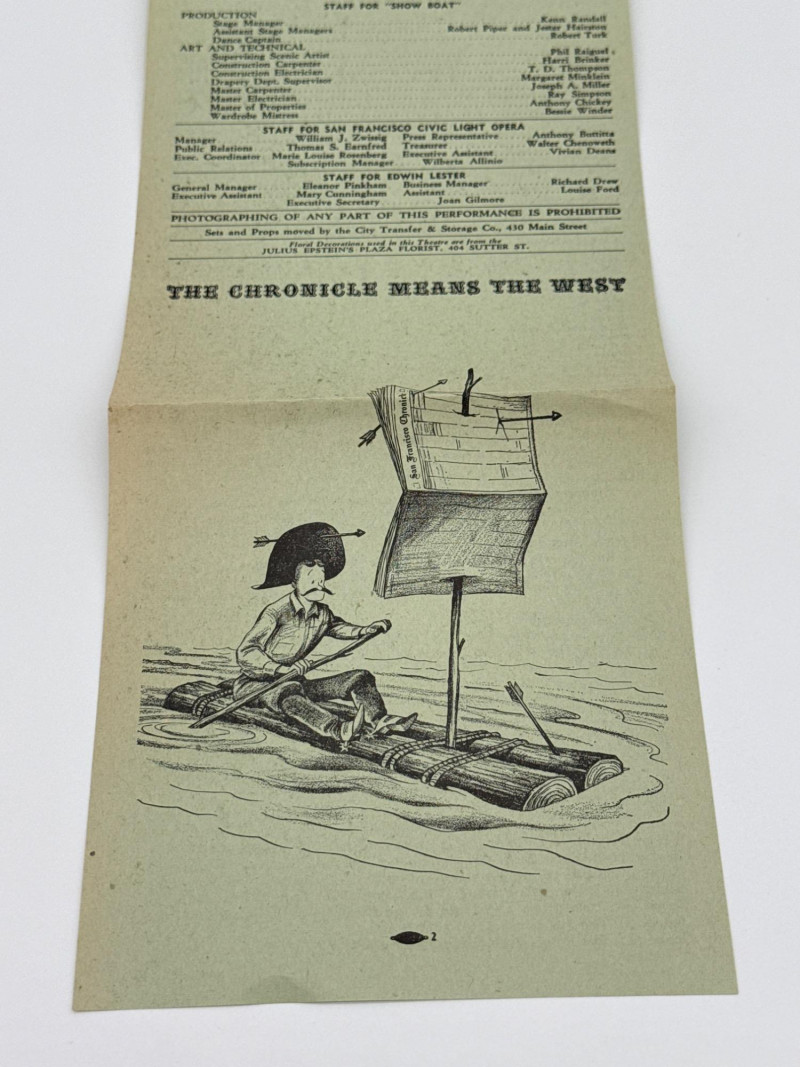 STAFF FOR "SHOW BOAT"
PRODUCTION
Stage Manager Kann Randall
Assistant Stage Managers Robert Piper and Jester Hairston
Dance Captain Robert Turk
ART AND TECHNICAL
Supervising Scenic Artist Phil Raiguel
Construction Carpenter Harri Brinker
Construction Electrician T. D. Thompson
Drapery Dept. Supervisor Margaret Minklein
Master Carpenter Joseph A. Miller
Master Electrician Ray Simpson
Master of Properties Anthony Chickey
Wardrobe Mistress Bessie Winder
STAFF FOR SAN FRANCISCO CIVIC LIGHT OPERA
Manager William J. Zwissig Press Representative Anthony Buttitta
Public Relations Thomas S. Earnfred Treasurer Walter Chenoweth
Exec. Coordinator Marie Louise Rosenberg Executive Assistant Vivian Deane
Subscription Manager Wilberta Allinio
STAFF FOR EDWIN LESTER
General Manager Eleanor Pinkham Business Manager Richard Drew
Executive Assistant Mary Cunningham Assistant Louise Ford
Executive Secretary Joan Gilmore
PHOTOGRAPHING OF ANY PART OF THIS PERFORMANCE IS PROHIBITED
Sets and Props moved by the City Transfer & Storage Co., 430 Main Street
Floral Decorations used in this Theatre are from the
JULIUS EPSTEIN'S PLAZA FLORIST, 404 SUTTER ST.
THE CHRONICLE MEANS THE WEST
San Francisco Chronicle
2